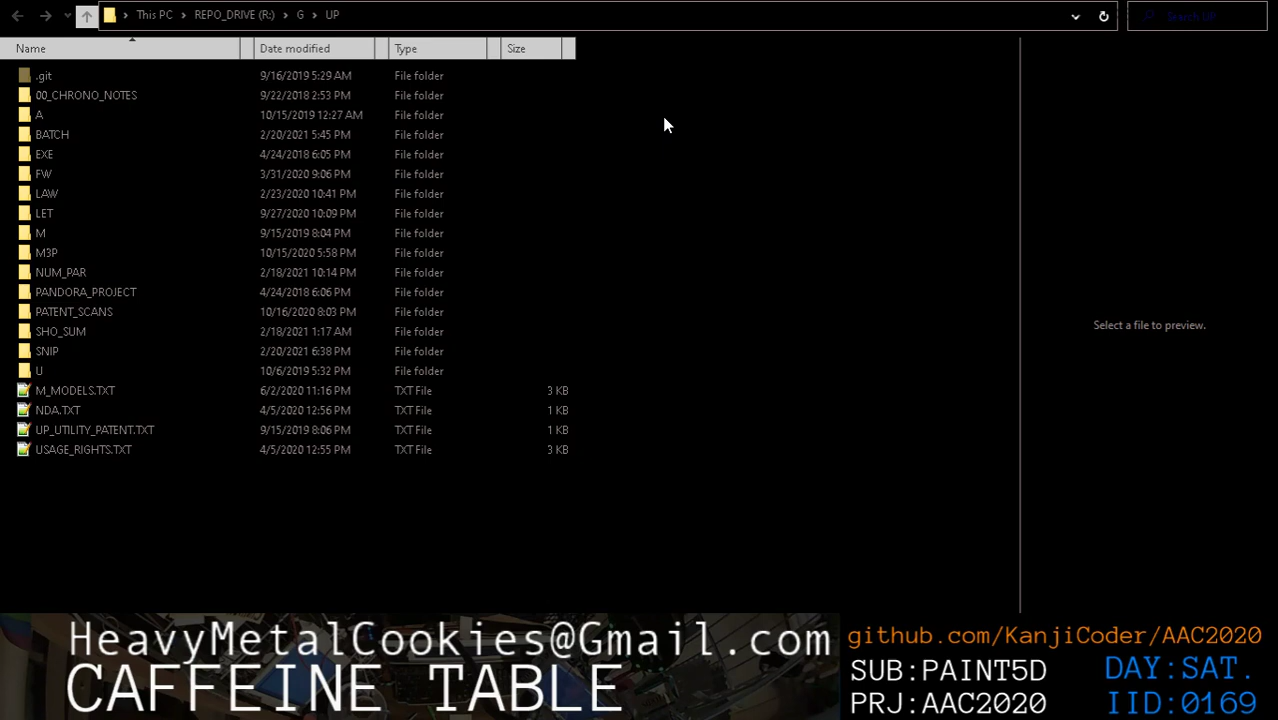 This PC › REPO_DRIVE (R:) › G › UP
Search UP
Name Date modified Type Size
.git 9/16/2019 5:29 AM File folder
00_CHRONO_NOTES 9/22/2018 2:53 PM File folder
A 10/15/2019 12:27 AM File folder
BATCH 2/20/2021 5:45 PM File folder
EXE 4/24/2018 6:05 PM File folder
FW 3/31/2020 9:06 PM File folder
LAW 2/23/2020 10:41 PM File folder
LET 9/27/2020 10:09 PM File folder
M 9/15/2019 8:04 PM File folder
M3P 10/15/2020 5:58 PM File folder
NUM_PAR 2/18/2021 10:14 PM File folder
PANDORA_PROJECT 4/24/2018 6:06 PM File folder
PATENT_SCANS 10/16/2020 8:03 PM File folder
SHO_SUM 2/18/2021 1:17 AM File folder
SNIP 2/20/2021 6:38 PM File folder
U 10/6/2019 5:32 PM File folder
M_MODELS.TXT 6/2/2020 11:16 PM TXT File 3 KB
NDA.TXT 4/5/2020 12:56 PM TXT File 1 KB
UP_UTILITY_PATENT.TXT 9/15/2019 8:06 PM TXT File 1 KB
USAGE_RIGHTS.TXT 4/5/2020 12:55 PM TXT File 3 KB
Select a file to preview.
HeavyMetalCookies@Gmail.com
CAFFEINE TABLE
github.com/KanjiCoder/AAC2020
SUB:PAINT5D DAY:SAT.
PRJ:AAC2020 IID:0169